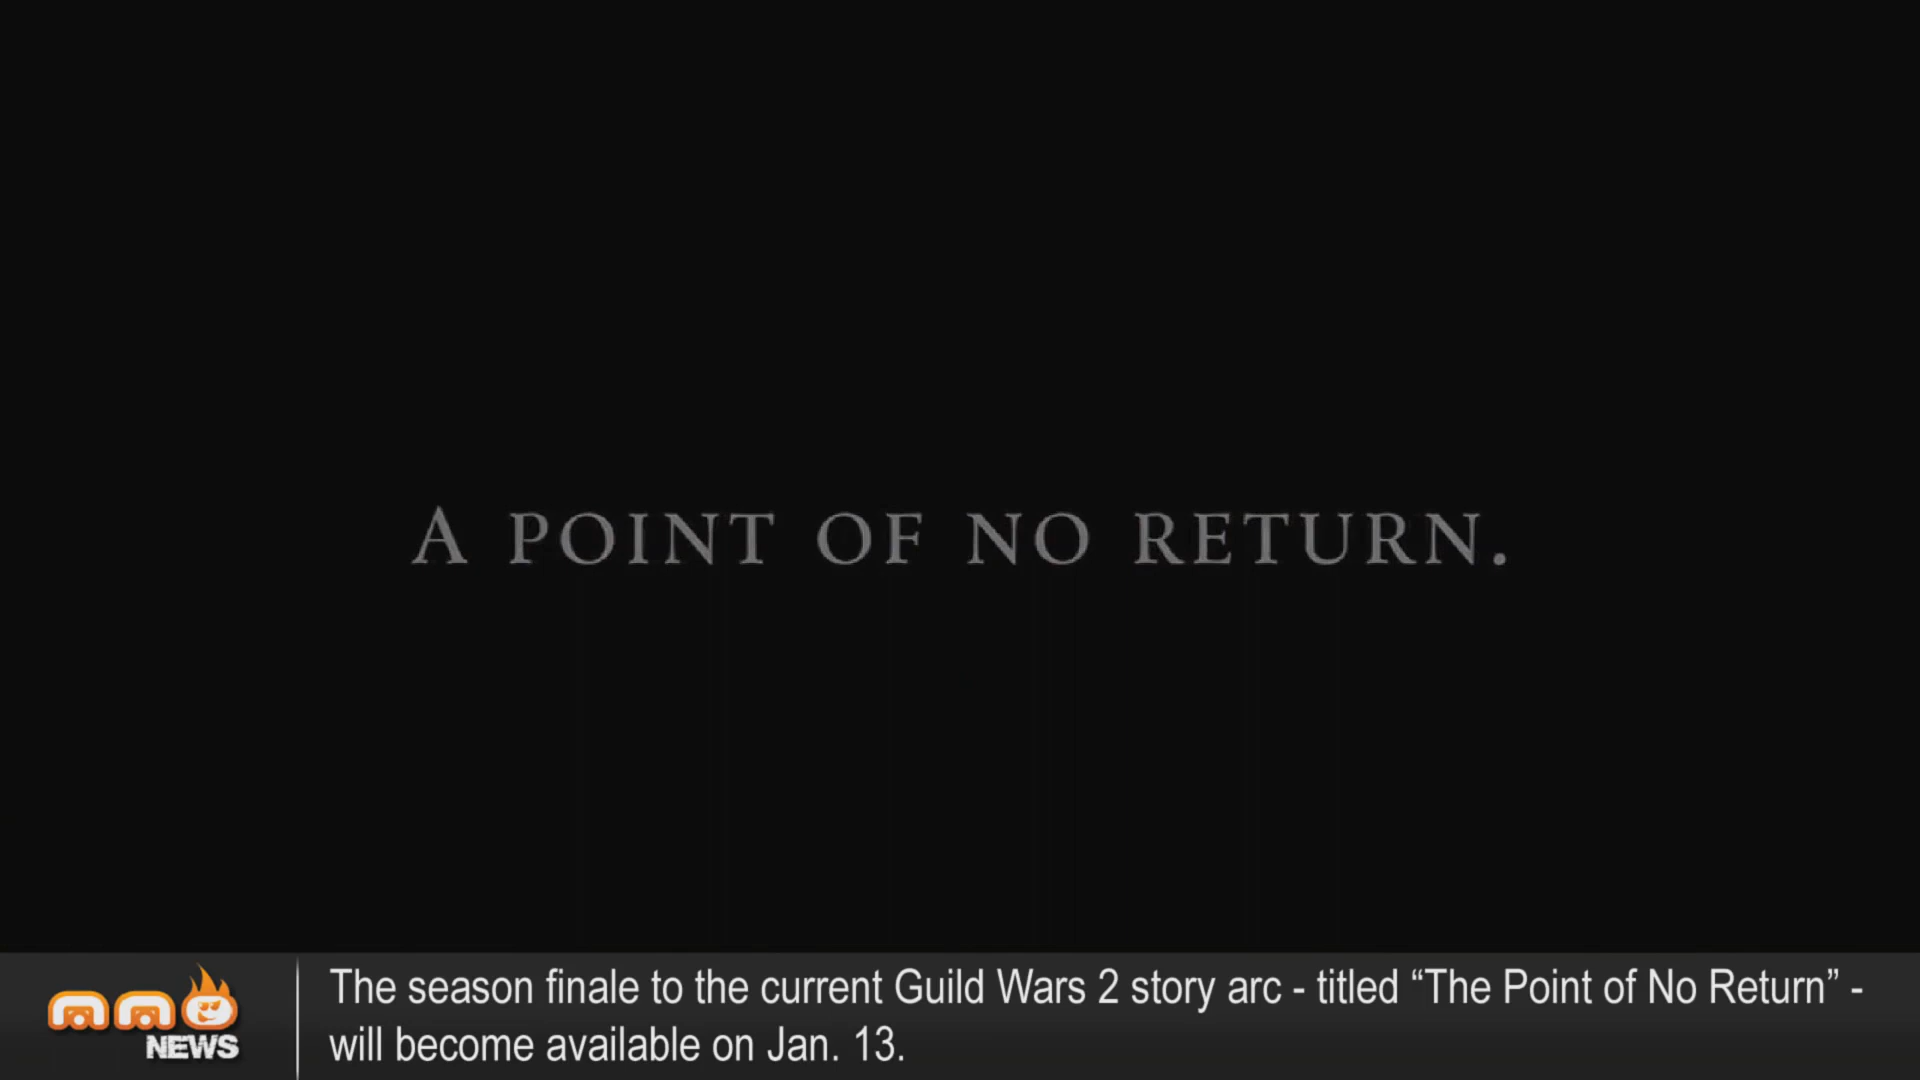 A POINT OF NO RETURN.
The season finale to the current Guild Wars 2 story arc - titled “The Point of No Return” -
will become available on Jan. 13.
mmo
NEWS